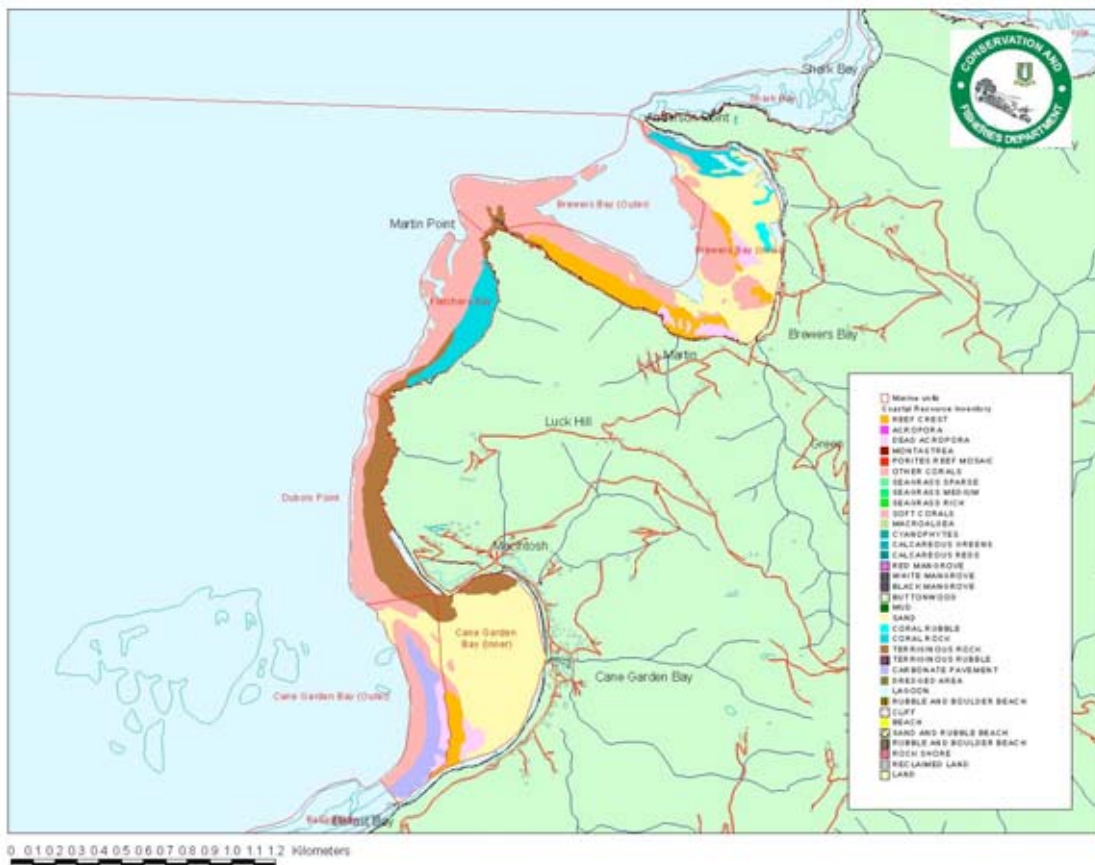 Shark Bay
Shark Bay
CONSERVATION AND
FISHERIES DEPARTMENT
Anderson Point
Brewers Bay (Outer)
Martin Point
Brewers Bay
Fletchers Bay
Brewers Bay
Martin
Luck Hill
Green
Dubois Point
Macintosh
Cane Garden
Bay (Inner)
Cane Garden Bay
Cane Garden Bay (Outer)
Bay
Marine units
Coastal Resource Inventory
REEF CREST
ACROPORA
DEAD ACROPORA
MONTASTREA
PORITES REEF MOSAIC
OTHER CORALS
SEAGRASS SPARSE
SEAGRASS MEDIUM
SEAGRASS RICH
SOFT CORALS
MACROALGEA
CYANOPHYTES
CALCAREOUS GREENS
CALCAREOUS REDS
RED MANGROVE
WHITE MANGROVE
BLACK MANGROVE
BUTTONWOOD
MUD
SAND
CORAL RUBBLE
CORAL ROCK
TERRIGINOUS ROCK
TERRIGINOUS RUBBLE
CARBONATE PAVEMENT
DREDGED AREA
LAGOON
RUBBLE AND BOULDER BEACH
CLIFF
BEACH
SAND AND RUBBLE BEACH
RUBBLE AND BOULDER BEACH
ROCK SHORE
RECLAIMED LAND
LAND
0 0.1 0.2 0.3 0.4 0.5 0.6 0.7 0.8 0.9 1.0 1.1 1.2 Kilometers